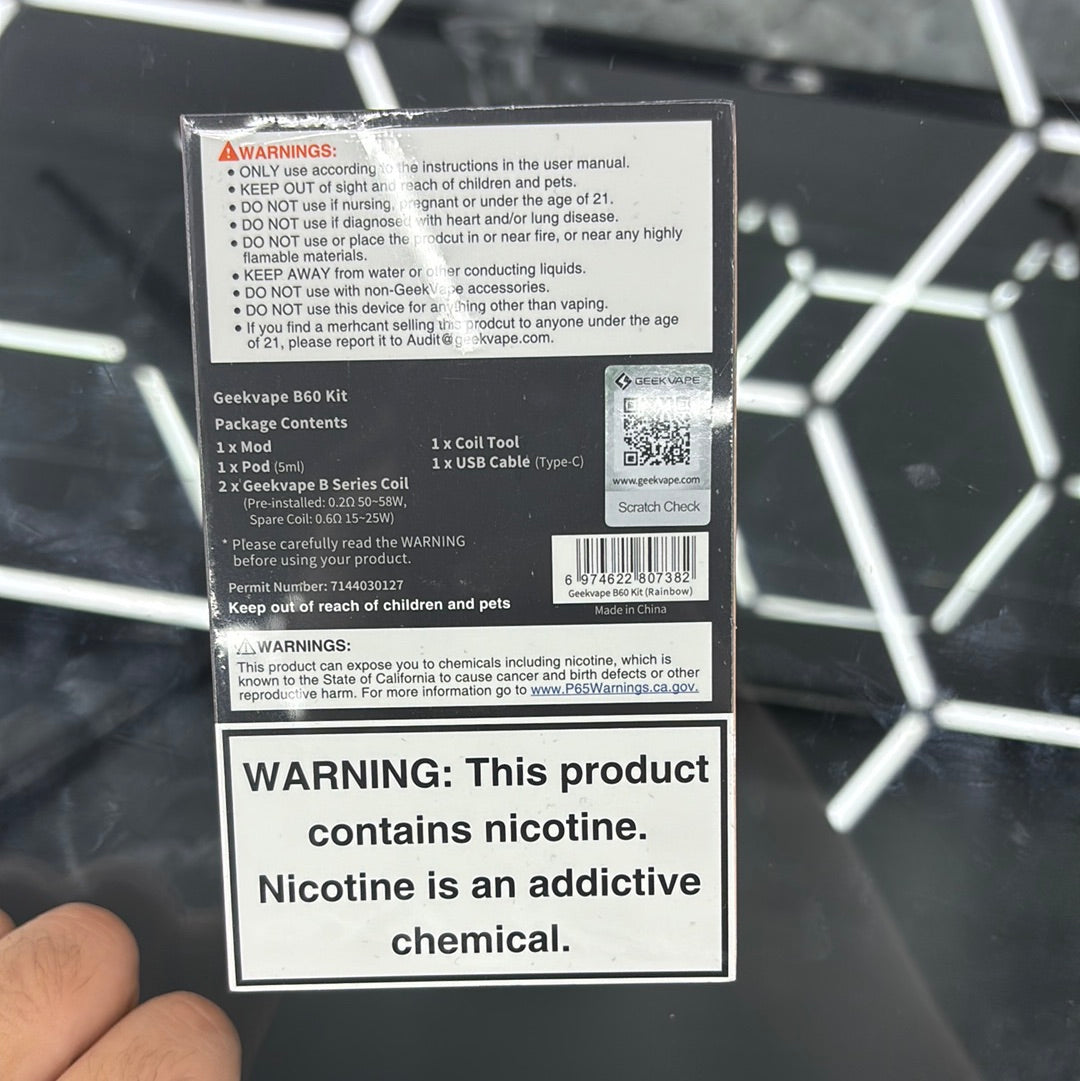 WARNINGS:
• ONLY use according to the instructions in the user manual.
• KEEP OUT of sight and reach of children and pets.
• DO NOT use if nursing, pregnant or under the age of 21.
• DO NOT use if diagnosed with heart and/or lung disease.
• DO NOT use or place the prodcut in or near fire, or near any highly
flamable materials.
• KEEP AWAY from water or other conducting liquids.
• DO NOT use with non-GeekVape accessories.
• DO NOT use this device for anything other than vaping.
• If you find a merhcant selling this prodcut to anyone under the age
of 21, please report it to Audit@geekvape.com.
Geekvape B60 Kit
Package Contents
1 x Mod
1 x Pod (5ml)
2 x Geekvape B Series Coil
(Pre-installed: 0.2Ω 50~58W,
Spare Coil: 0.6Ω 15~25W)
1 x Coil Tool
1 x USB Cable (Type-C)
GEEKVAPE
www.geekvape.com
Scratch Check
* Please carefully read the WARNING
before using your product.
Permit Number: 7144030127
Keep out of reach of children and pets
6 974622 807382
Geekvape B60 Kit (Rainbow)
Made in China
WARNINGS:
This product can expose you to chemicals including nicotine, which is
known to the State of California to cause cancer and birth defects or other
reproductive harm. For more information go to www.P65Warnings.ca.gov.
WARNING: This product
contains nicotine.
Nicotine is an addictive
chemical.